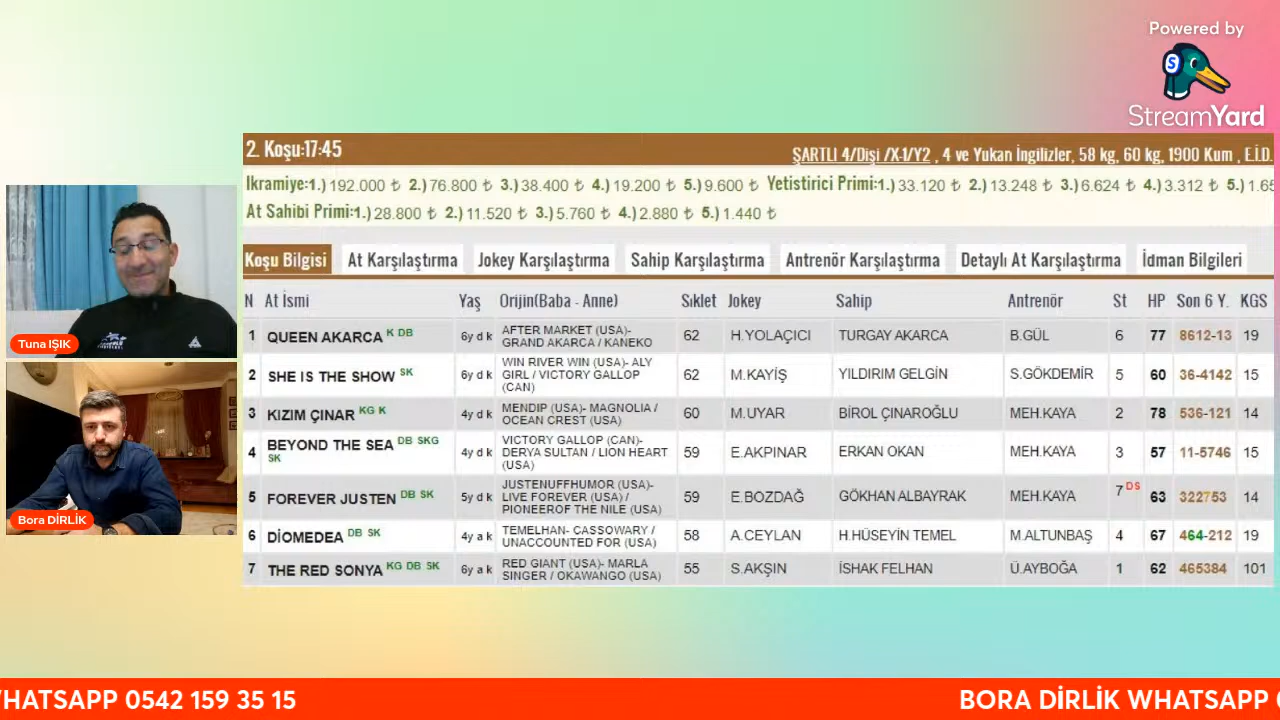 Powered by
S
StreamYard
2. Koşu:17:45
ŞARTLI 4/Dişi /X-1/Y2 , 4 ve Yukarı İngilizler, 58 kg, 60 kg, 1900 Kum , E.İ.D.
Ikramiye:1.) 192.000 ₺ 2.) 76.800 ₺ 3.) 38.400 ₺ 4.) 19.200 ₺ 5.) 9.600 ₺ Yetistirici Primi:1.) 33.120 ₺ 2.) 13.248 ₺ 3.) 6.624 ₺ 4.) 3.312 ₺ 5.) 1.65
At Sahibi Primi:1.) 28.800 ₺ 2.) 11.520 ₺ 3.) 5.760 ₺ 4.) 2.880 ₺ 5.) 1.440 ₺
Koşu Bilgisi At Karşılaştırma Jokey Karşılaştırma Sahip Karşılaştırma Antrenör Karşılaştırma Detaylı At Karşılaştırma İdman Bilgileri
N At İsmi Yaş Orijin(Baba - Anne) Sıklet Jokey Sahip Antrenör St HP Son 6 Y. KGS
1 QUEEN AKARCA K DB 6y d k AFTER MARKET (USA)- GRAND AKARCA / KANEKO 62 H.YOLAÇICI TURGAY AKARCA B.GÜL 6 77 8612-13 19
2 SHE IS THE SHOW SK 6y d k WIN RIVER WIN (USA)- ALY GIRL / VICTORY GALLOP (CAN) 62 M.KAYİŞ YILDIRIM GELGİN S.GÖKDEMİR 5 60 36-4142 15
3 KIZIM ÇINAR KG K 4y d k MENDIP (USA)- MAGNOLIA / OCEAN CREST (USA) 60 M.UYAR BİROL ÇINAROĞLU MEH.KAYA 2 78 536-121 14
4 BEYOND THE SEA DB SKG SK 4y d k VICTORY GALLOP (CAN)- DERYA SULTAN / LION HEART (USA) 59 E.AKPINAR ERKAN OKAN MEH.KAYA 3 57 11-5746 15
5 FOREVER JUSTEN DB SK 5y d k JUSTENUFFHUMOR (USA)- LIVE FOREVER (USA) / PIONEEROF THE NILE (USA) 59 E.BOZDAĞ GÖKHAN ALBAYRAK MEH.KAYA 7 DS 63 322753 14
6 DİOMEDEA DB SK 4y a k TEMELHAN- CASSOWARY / UNACCOUNTED FOR (USA) 58 A.CEYLAN H.HÜSEYİN TEMEL M.ALTUNBAŞ 4 67 464-212 19
7 THE RED SONYA KG DB SK 6y a k RED GIANT (USA)- MARLA SINGER / OKAWANGO (USA) 55 S.AKŞIN İSHAK FELHAN Ü.AYBOĞA 1 62 465384 101
Tuna IŞIK
Bora DİRLİK
WHATSAPP 0542 159 35 15 BORA DİRLİK WHATSAPP 0